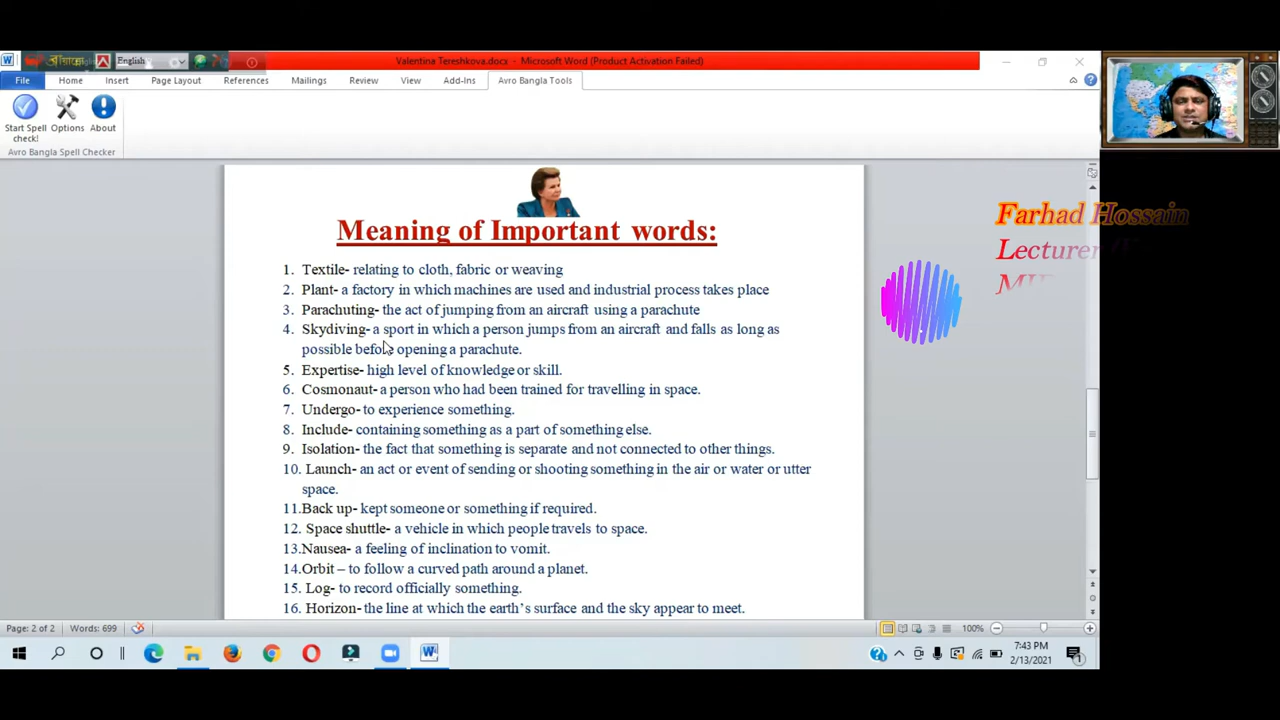 English
Valentina Tereshkova.docx - Microsoft Word (Product Activation Failed)
File Home Insert Page Layout References Mailings Review View Add-Ins Avro Bangla Tools
Start Spell check! Options About
Avro Bangla Spell Checker
Farhad Hossain
Lecturer
Meaning of Important words:
1. Textile- relating to cloth, fabric or weaving
2. Plant- a factory in which machines are used and industrial process takes place
3. Parachuting- the act of jumping from an aircraft using a parachute
4. Skydiving- a sport in which a person jumps from an aircraft and falls as long as
possible before opening a parachute.
5. Expertise- high level of knowledge or skill.
6. Cosmonaut- a person who had been trained for travelling in space.
7. Undergo- to experience something.
8. Include- containing something as a part of something else.
9. Isolation- the fact that something is separate and not connected to other things.
10. Launch- an act or event of sending or shooting something in the air or water or utter
space.
11.Back up- kept someone or something if required.
12. Space shuttle- a vehicle in which people travels to space.
13.Nausea- a feeling of inclination to vomit.
14.Orbit – to follow a curved path around a planet.
15. Log- to record officially something.
16. Horizon- the line at which the earth's surface and the sky appear to meet.
Page: 2 of 2 Words: 699 100%
7:43 PM
2/13/2021